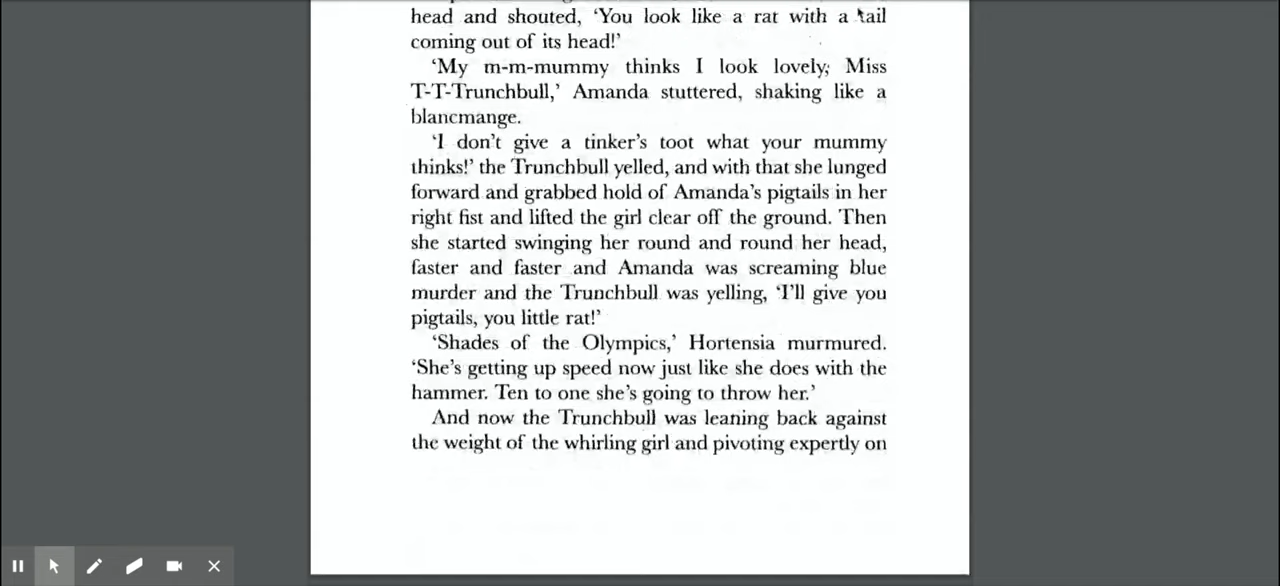 head and shouted, ‘You look like a rat with a tail
coming out of its head!’
‘My m-m-mummy thinks I look lovely, Miss
T-T-Trunchbull,’ Amanda stuttered, shaking like a
blancmange.
‘I don’t give a tinker’s toot what your mummy
thinks!’ the Trunchbull yelled, and with that she lunged
forward and grabbed hold of Amanda’s pigtails in her
right fist and lifted the girl clear off the ground. Then
she started swinging her round and round her head,
faster and faster and Amanda was screaming blue
murder and the Trunchbull was yelling, ‘I’ll give you
pigtails, you little rat!’
‘Shades of the Olympics,’ Hortensia murmured.
‘She’s getting up speed now just like she does with the
hammer. Ten to one she’s going to throw her.’
And now the Trunchbull was leaning back against
the weight of the whirling girl and pivoting expertly on